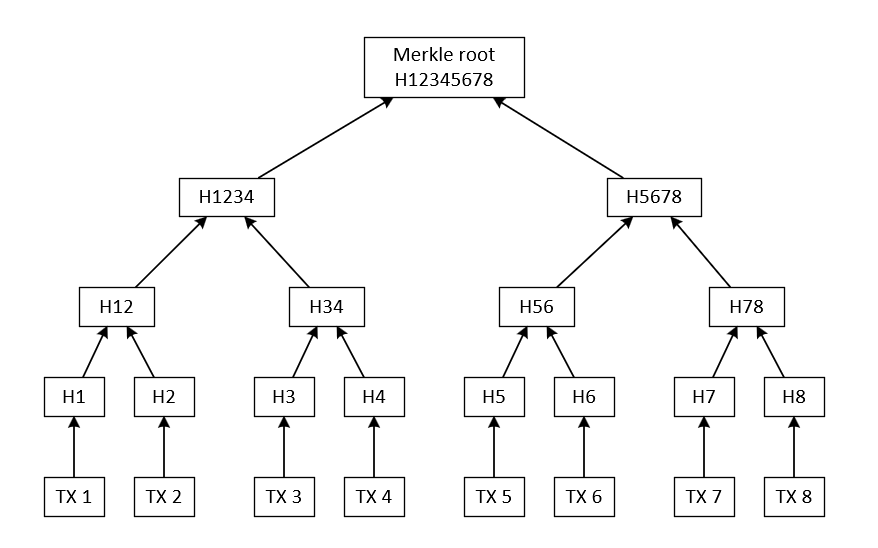 Merkle root
H12345678
H1234
H5678
H12
H34
H56
H78
H1
H2
H3
H4
H5
H6
H7
H8
TX 1
TX 2
TX 3
TX 4
TX 5
TX 6
TX 7
TX 8